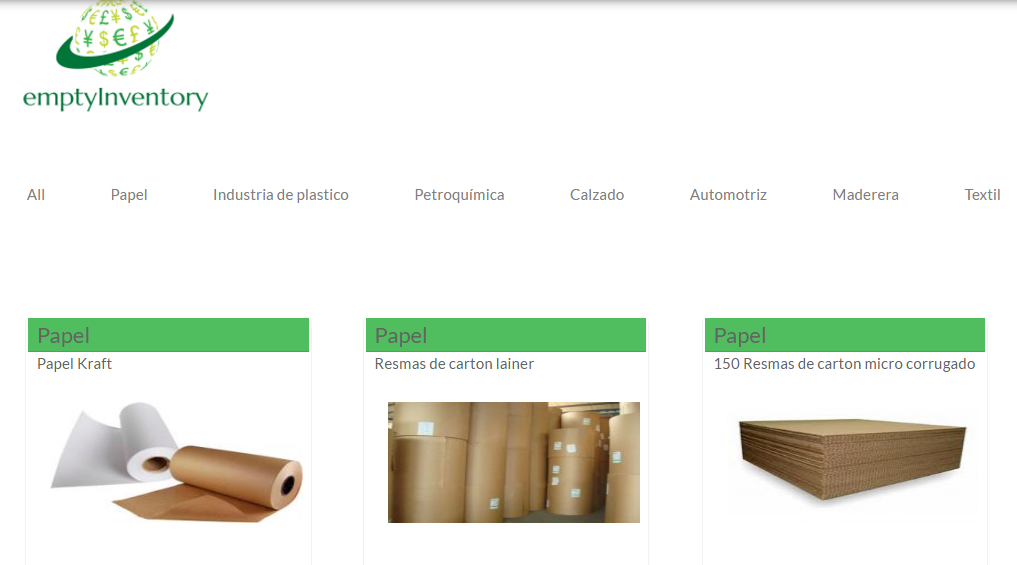 emptyInventory
All Papel Industria de plastico Petroquímica Calzado Automotriz Maderera Textil
Papel
Papel Kraft
Papel
Resmas de carton lainer
Papel
150 Resmas de carton micro corrugado